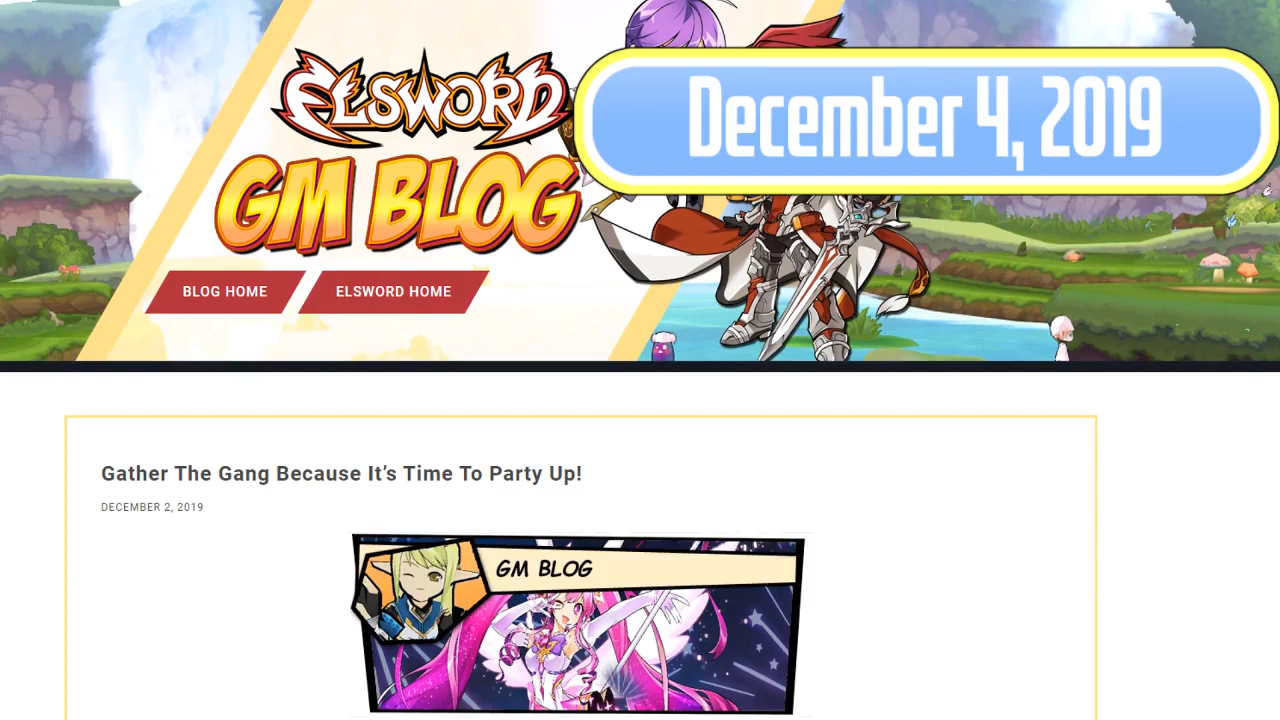 ELSWORD
GM BLOG
December 4, 2019
BLOG HOME
ELSWORD HOME
Gather The Gang Because It’s Time To Party Up!
DECEMBER 2, 2019
GM BLOG